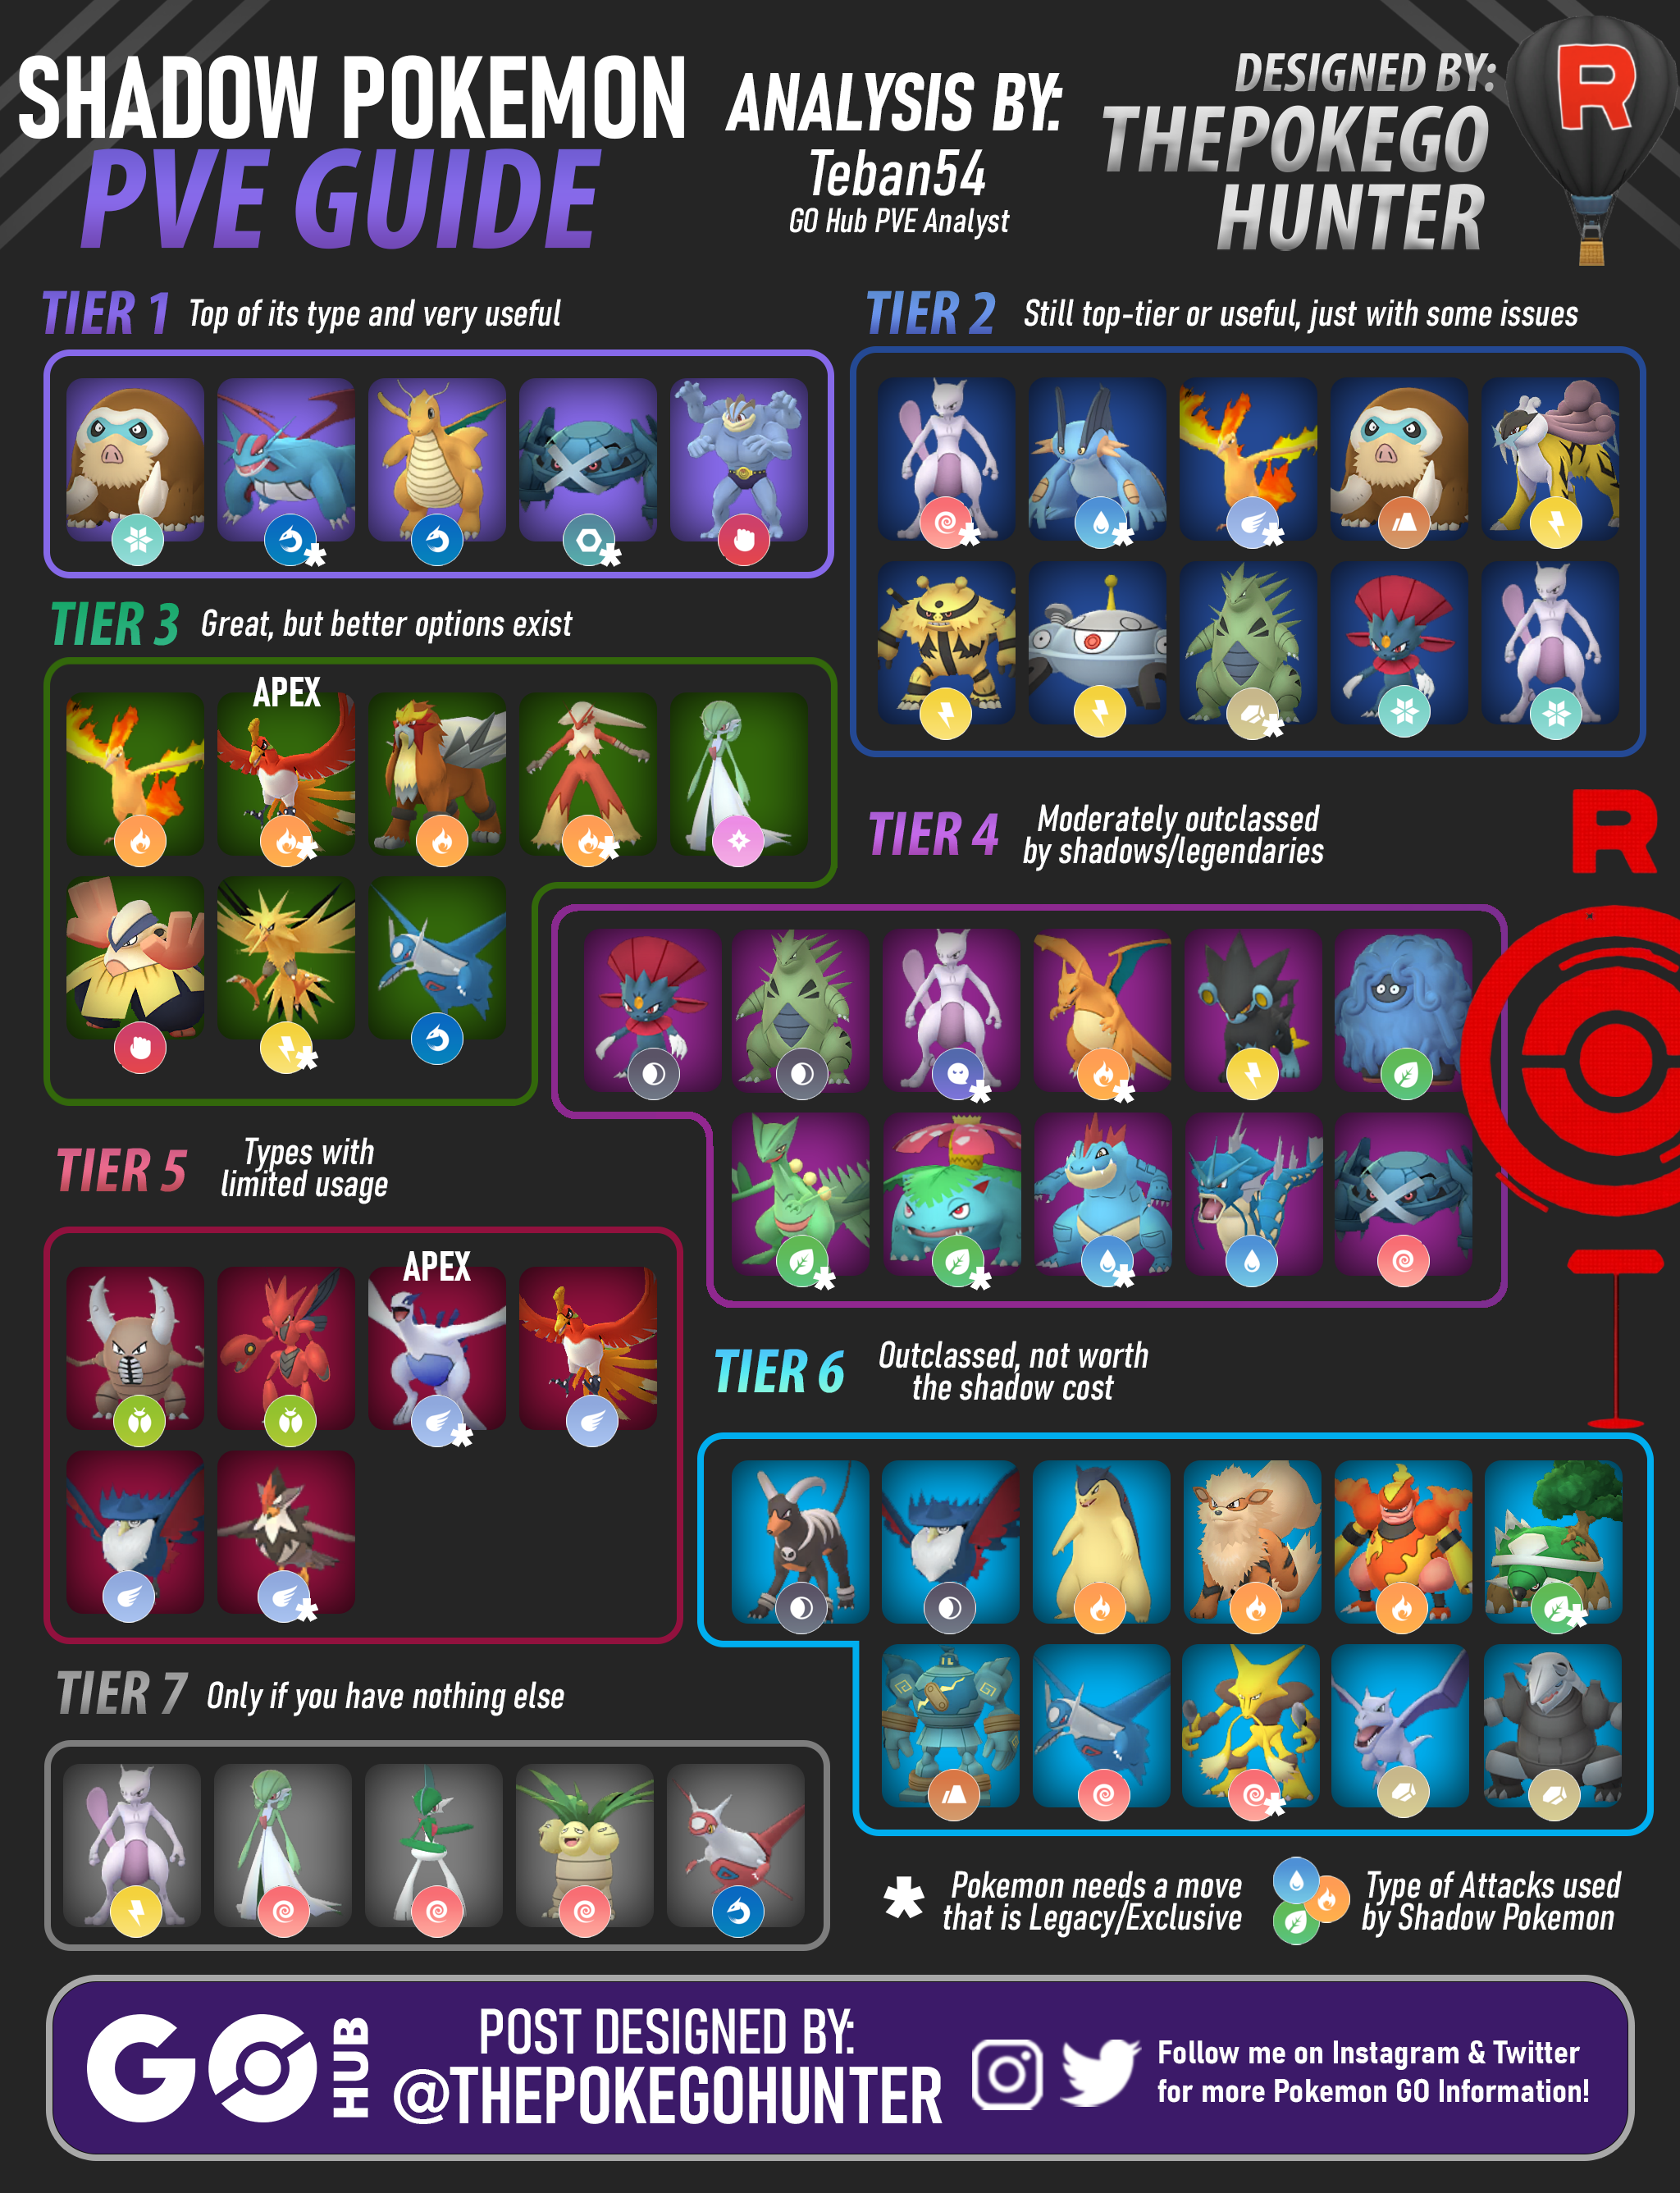 SHADOW POKEMON
PVE GUIDE
ANALYSIS BY:
Teban54
GO Hub PVE Analyst
DESIGNED BY:
THEPOKEGO
HUNTER
R
TIER 1 Top of its type and very useful
TIER 2 Still top-tier or useful, just with some issues
TIER 3 Great, but better options exist
APEX
TIER 4 Moderately outclassed
by shadows/legendaries
R
TIER 5 Types with
limited usage
APEX
TIER 6 Outclassed, not worth
the shadow cost
TIER 7 Only if you have nothing else
* Pokemon needs a move
that is Legacy/Exclusive
Type of Attacks used
by Shadow Pokemon
GO HUB
POST DESIGNED BY:
@THEPOKEGOHUNTER
Follow me on Instagram & Twitter
for more Pokemon GO Information!